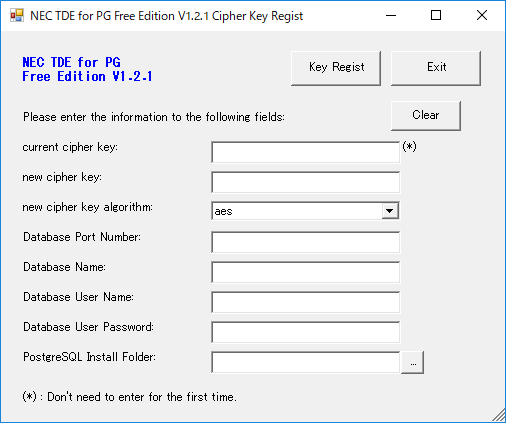 NEC TDE for PG Free Edition V1.2.1 Cipher Key Regist
NEC TDE for PG
Free Edition V1.2.1
Key Regist
Exit
Please enter the information to the following fields:
Clear
current cipher key:
(*)
new cipher key:
new cipher key algorithm:
aes
Database Port Number:
Database Name:
Database User Name:
Database User Password:
PostgreSQL Install Folder:
...
(*) : Don't need to enter for the first time.